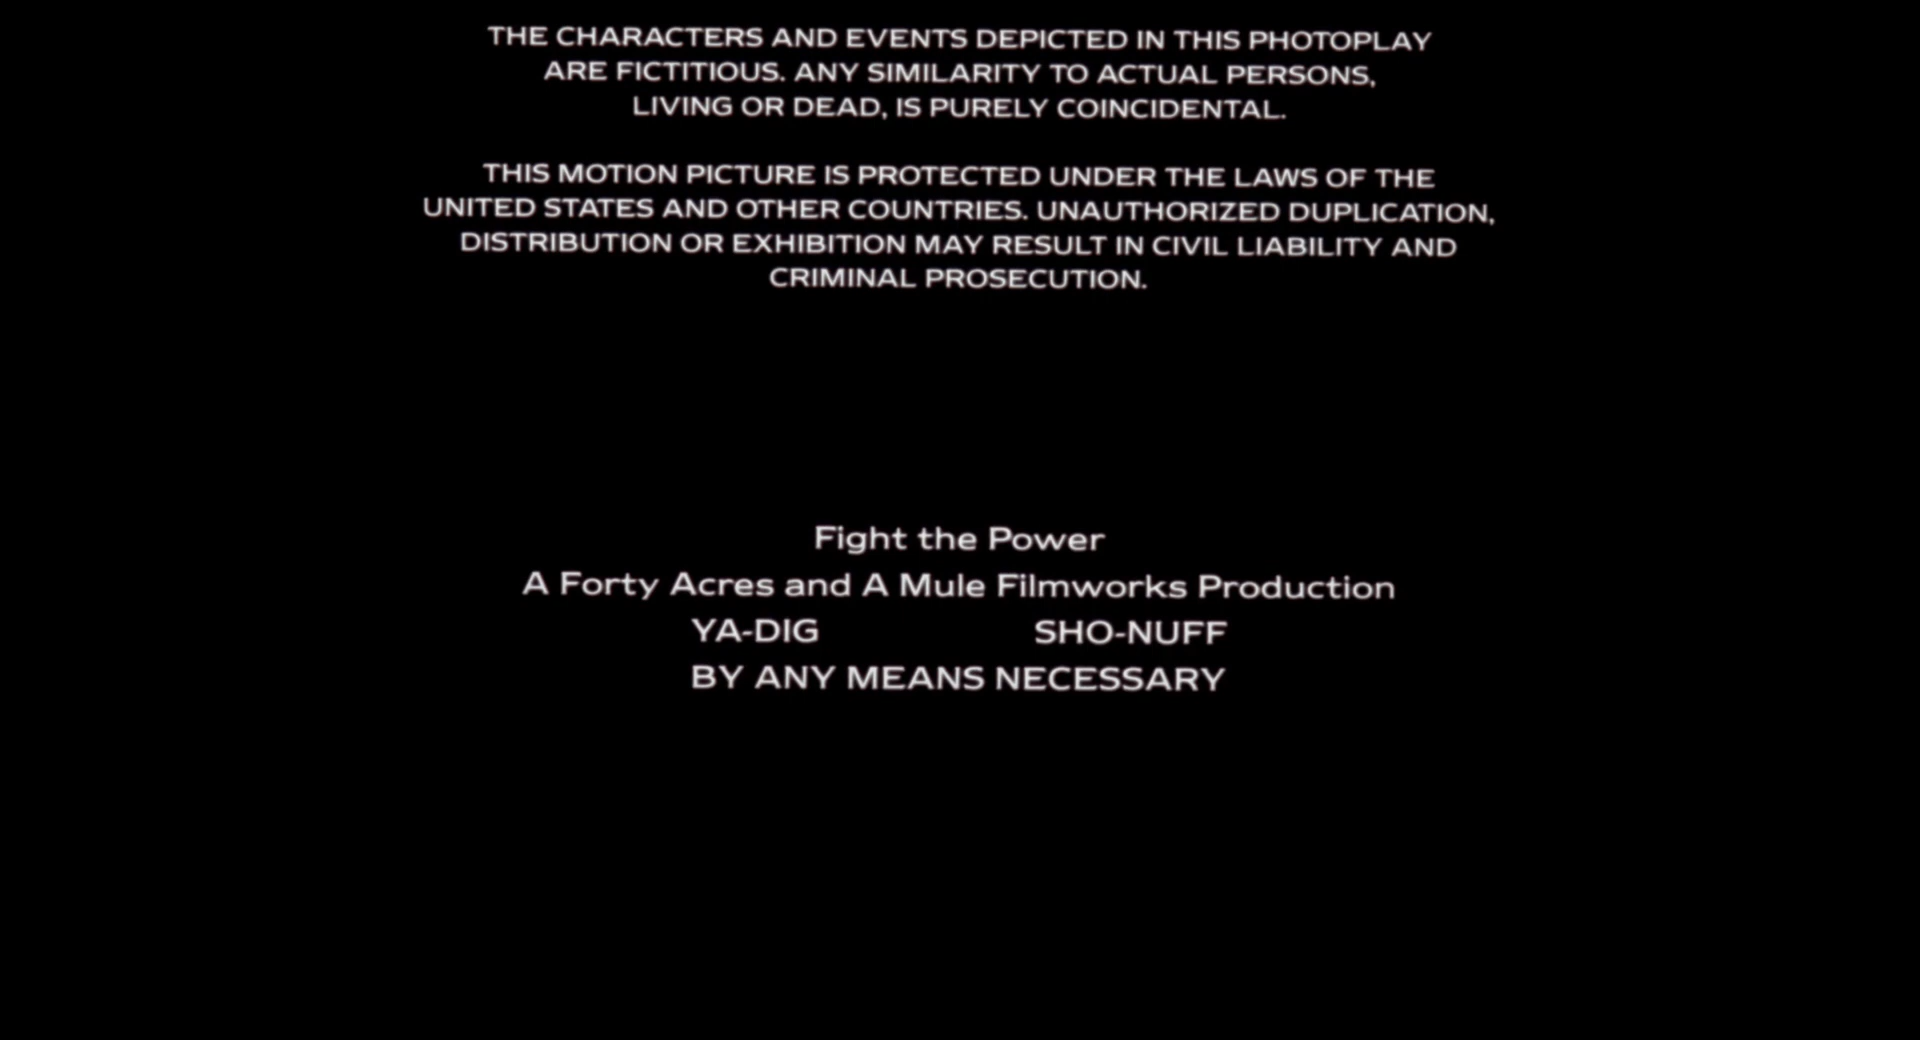 THE CHARACTERS AND EVENTS DEPICTED IN THIS PHOTOPLAY
ARE FICTITIOUS. ANY SIMILARITY TO ACTUAL PERSONS,
LIVING OR DEAD, IS PURELY COINCIDENTAL.
THIS MOTION PICTURE IS PROTECTED UNDER THE LAWS OF THE
UNITED STATES AND OTHER COUNTRIES. UNAUTHORIZED DUPLICATION,
DISTRIBUTION OR EXHIBITION MAY RESULT IN CIVIL LIABILITY AND
CRIMINAL PROSECUTION.
Fight the Power
A Forty Acres and A Mule Filmworks Production
YA-DIG SHO-NUFF
BY ANY MEANS NECESSARY